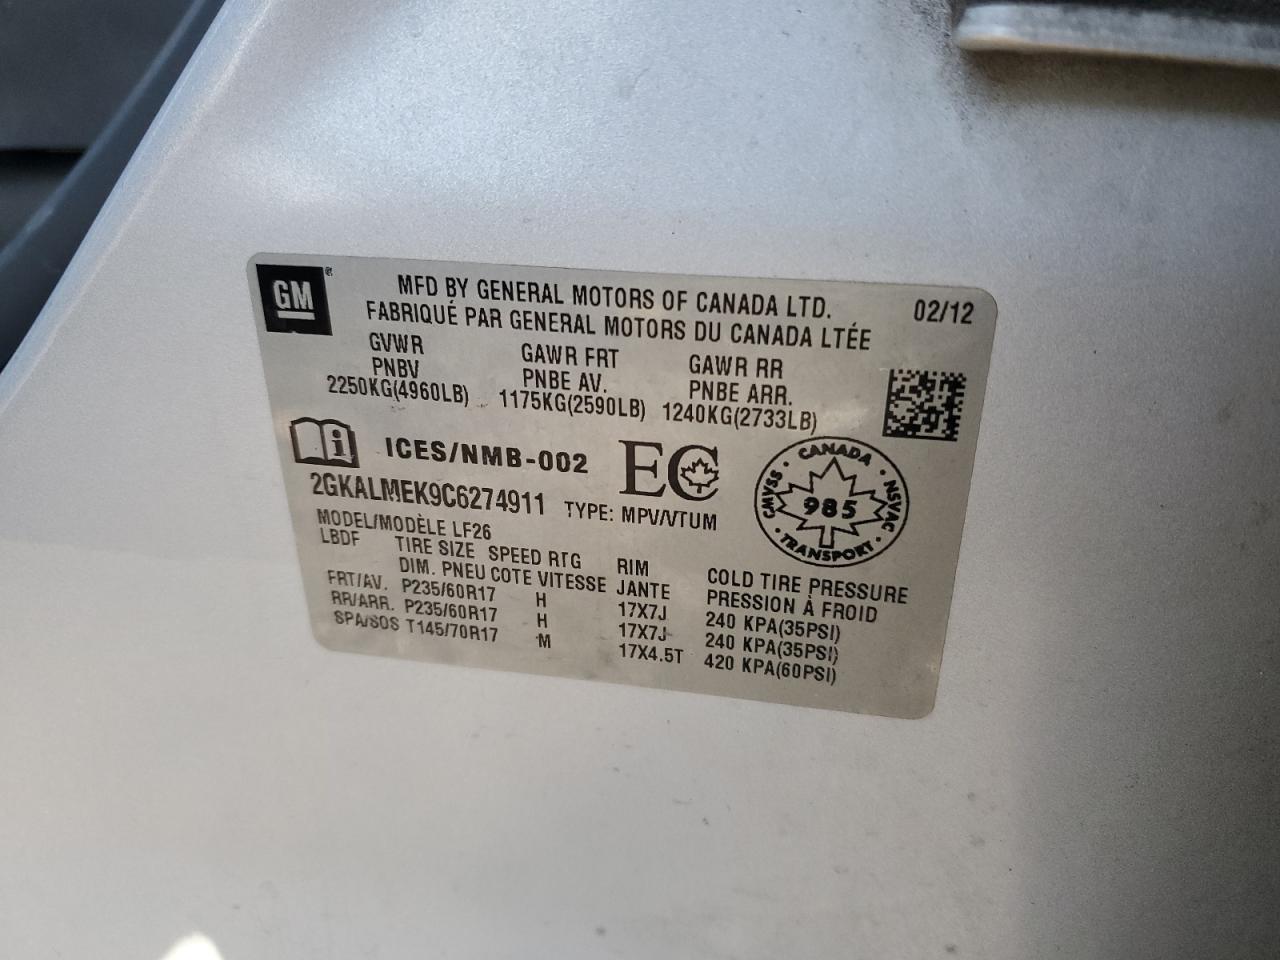 GM
MFD BY GENERAL MOTORS OF CANADA LTD. 02/12
FABRIQUÉ PAR GENERAL MOTORS DU CANADA LTÉE
GVWR GAWR FRT GAWR RR
PNBV PNBE AV. PNBE ARR.
2250KG(4960LB) 1175KG(2590LB) 1240KG(2733LB)
ICES/NMB-002 EC
2GKALMEK9C6274911 TYPE: MPV/VTUM
CANADA
CMVSS 985 NSVAC
TRANSPORT
MODEL/MODÈLE LF26
LBDF TIRE SIZE SPEED RTG RIM COLD TIRE PRESSURE
DIM. PNEU COTE VITESSE JANTE PRESSION À FROID
FRT/AV. P235/60R17 H 17X7J 240 KPA(35PSI)
RR/ARR. P235/60R17 H 17X7J 240 KPA(35PSI)
SPA/SOS T145/70R17 M 17X4.5T 420 KPA(60PSI)